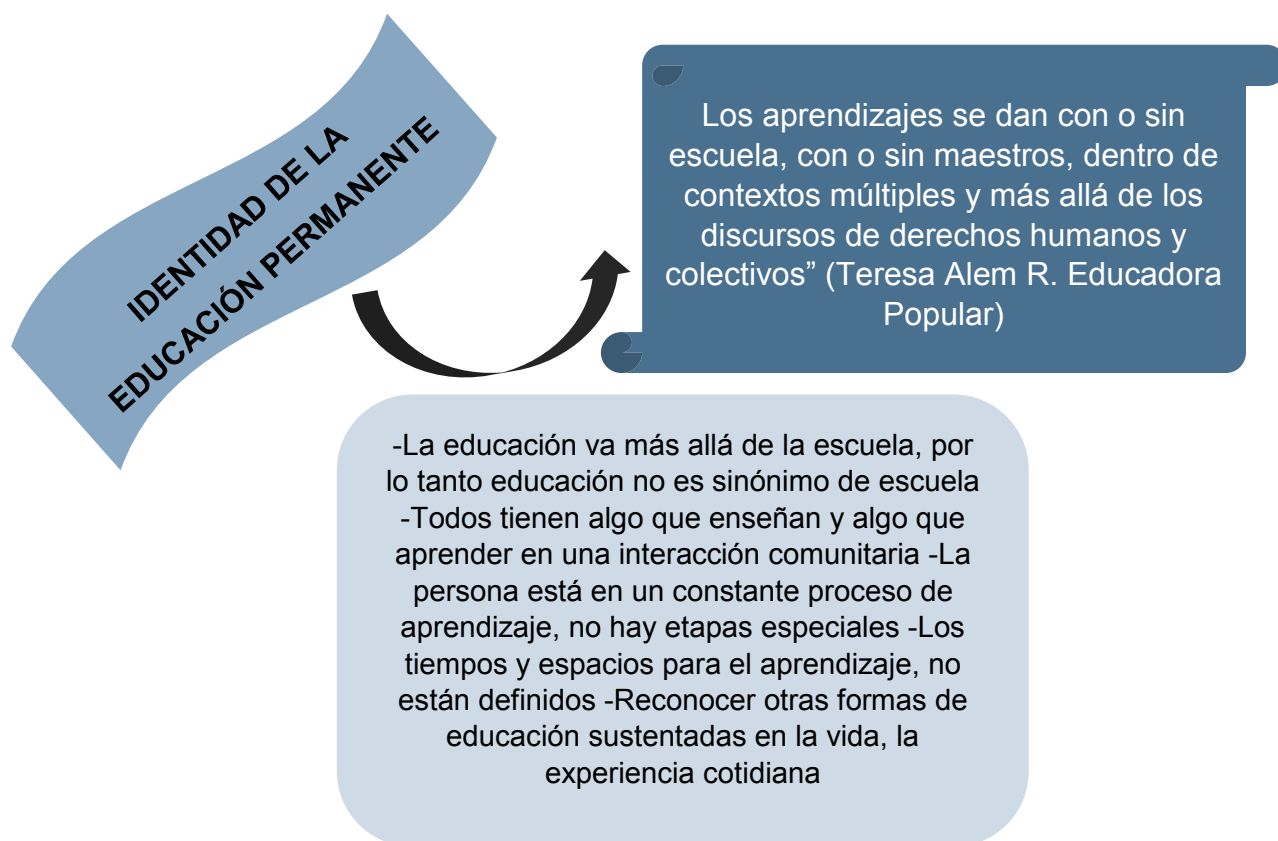 IDENTIDAD DE LA
EDUCACIÓN PERMANENTE
Los aprendizajes se dan con o sin
escuela, con o sin maestros, dentro de
contextos múltiples y más allá de los
discursos de derechos humanos y
colectivos” (Teresa Alem R. Educadora
Popular)
-La educación va más allá de la escuela, por
lo tanto educación no es sinónimo de escuela
-Todos tienen algo que enseñan y algo que
aprender en una interacción comunitaria -La
persona está en un constante proceso de
aprendizaje, no hay etapas especiales -Los
tiempos y espacios para el aprendizaje, no
están definidos -Reconocer otras formas de
educación sustentadas en la vida, la
experiencia cotidiana